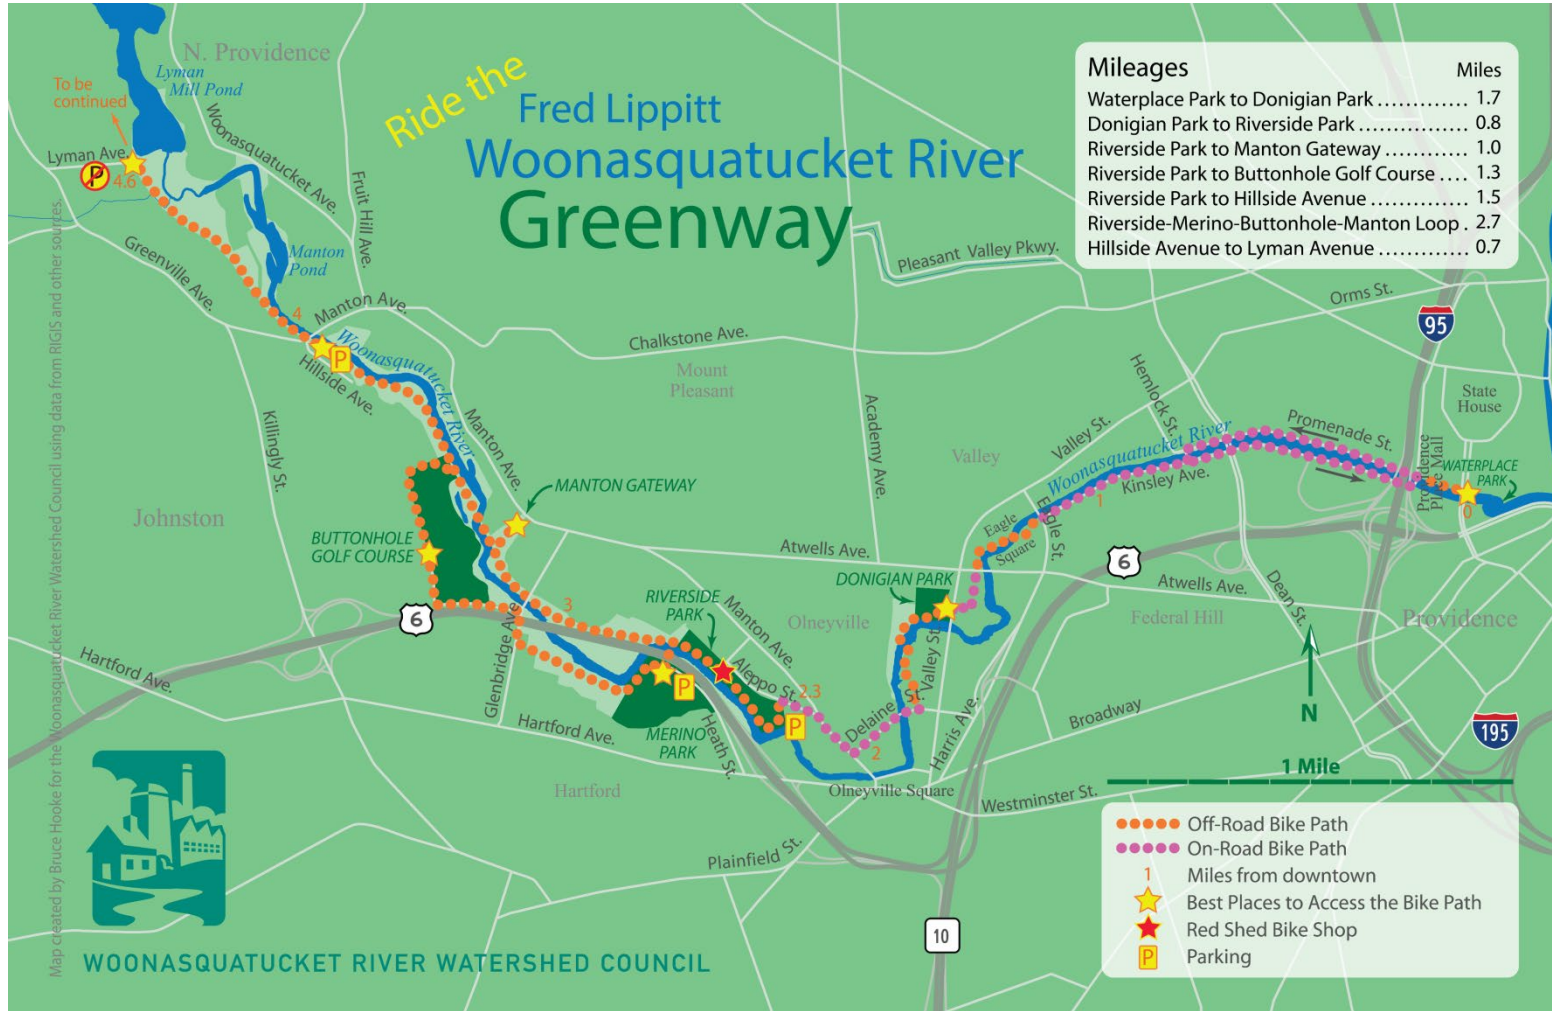 N. Providence
Lyman
Mill Pond
To be
continued
Lyman Ave.
P
4.6
Woonasquatucket Ave.
Fruit Hill Ave.
Greenville Ave.
Manton
Pond
Ride the
Fred Lippitt
Woonasquatucket River
Greenway
Mileages Miles
Waterplace Park to Donigian Park ............. 1.7
Donigian Park to Riverside Park ................ 0.8
Riverside Park to Manton Gateway ............ 1.0
Riverside Park to Buttonhole Golf Course .... 1.3
Riverside Park to Hillside Avenue .............. 1.5
Riverside-Merino-Buttonhole-Manton Loop . 2.7
Hillside Avenue to Lyman Avenue ............. 0.7
Pleasant Valley Pkwy.
Orms St.
95
4
Manton Ave.
P
Hillside Ave.
Woonasquatucket River
Chalkstone Ave.
Mount
Pleasant
Killingly St.
Manton Ave.
Academy Ave.
Hemlock St.
Valley St.
Valley
Woonasquatucket River
Promenade St.
State
House
Providence
Place Mall
WATERPLACE
PARK
0
1
Kinsley Ave.
Eagle
Square
Eagle St.
Johnston
MANTON GATEWAY
BUTTONHOLE
GOLF COURSE
Atwells Ave.
6
Atwells Ave.
Dean St.
DONIGIAN PARK
RIVERSIDE
PARK
3
6
Olneyville
Federal Hill
Providence
Manton Ave.
Valley St.
Hartford Ave.
Glenbridge Ave.
Aleppo St.
2.3
P
P
Delaine St.
2
Harris Ave.
Broadway
N
195
Hartford Ave.
MERINO
PARK
Heath St.
Hartford
Olneyville Square
Westminster St.
1 Mile
Plainfield St.
10
Off-Road Bike Path
On-Road Bike Path
1 Miles from downtown
Best Places to Access the Bike Path
Red Shed Bike Shop
P Parking
WOONASQUATUCKET RIVER WATERSHED COUNCIL
Map created by Bruce Hooke for the Woonasquatucket River Watershed Council using data from RIGIS and other sources.